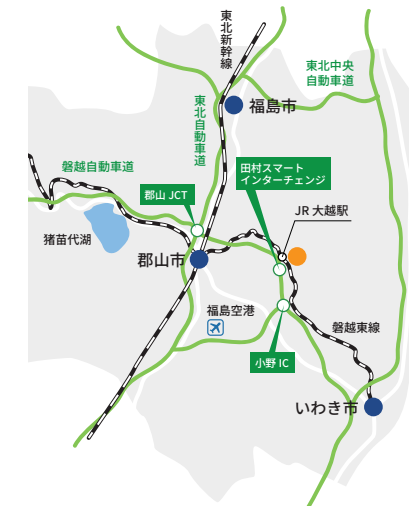 東北新幹線
東北中央
自動車道
福島市
東北自動車道
磐越自動車道
田村スマート
インターチェンジ
郡山 JCT
JR 大越駅
猪苗代湖
郡山市
福島空港
磐越東線
小野 IC
いわき市